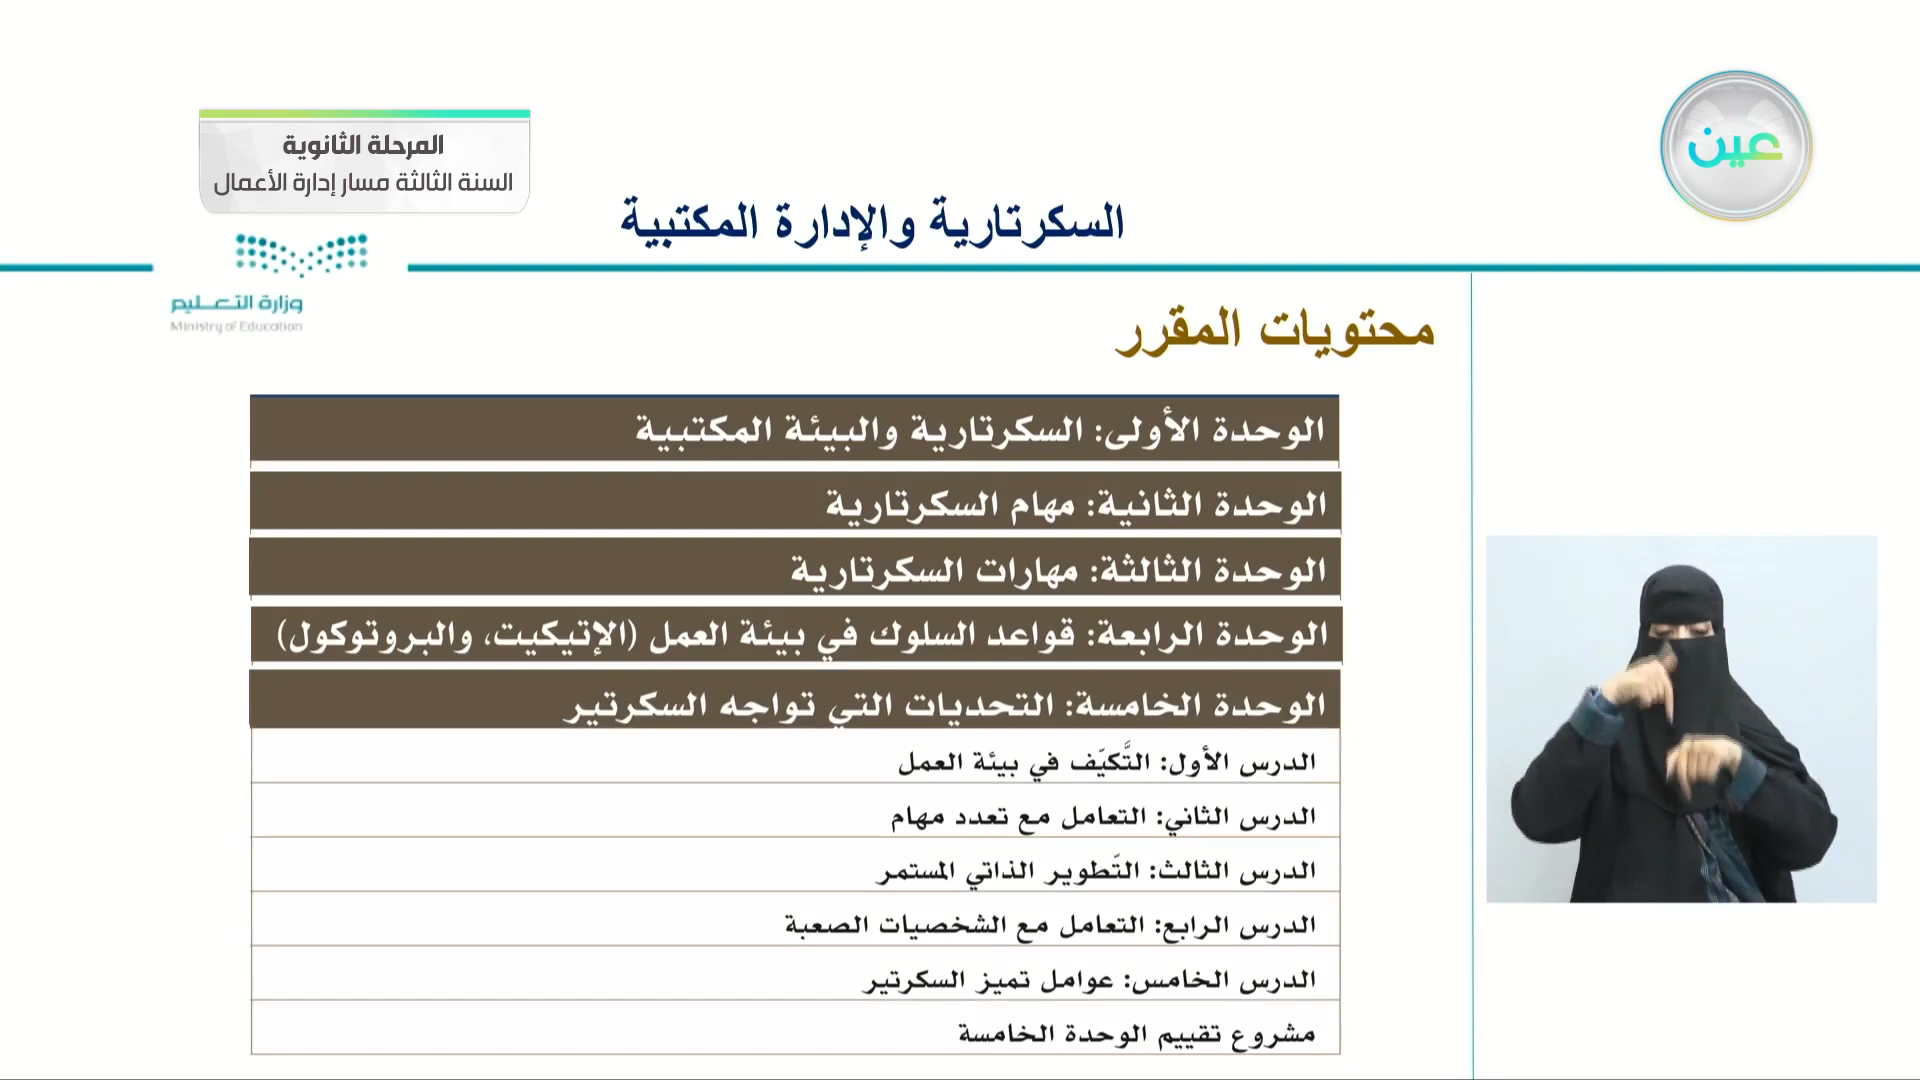 المرحلة الثانوية
السنة الثالثة مسار إدارة الأعمال
عين
السكرتارية والإدارة المكتبية
وزارة التعليم
Ministry of Education
محتويات المقرر
الوحدة الأولى: السكرتارية والبيئة المكتبية
الوحدة الثانية: مهام السكرتارية
الوحدة الثالثة: مهارات السكرتارية
الوحدة الرابعة: قواعد السلوك في بيئة العمل (الإتيكيت، والبروتوكول)
الوحدة الخامسة: التحديات التي تواجه السكرتير
الدرس الأول: التَّكيّف في بيئة العمل
الدرس الثاني: التعامل مع تعدد مهام
الدرس الثالث: التّطوير الذاتي المستمر
الدرس الرابع: التعامل مع الشخصيات الصعبة
الدرس الخامس: عوامل تميز السكرتير
مشروع تقييم الوحدة الخامسة